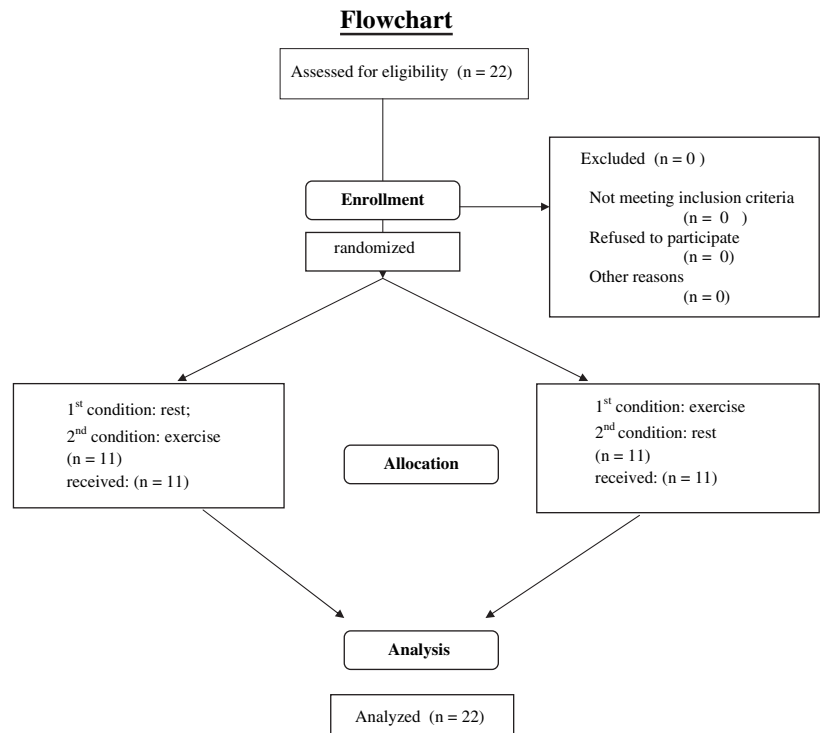 Flowchart
Assessed for eligibility (n = 22)
Enrollment
randomized
Excluded (n = 0 )
Not meeting inclusion criteria
(n = 0 )
Refused to participate
(n = 0)
Other reasons
(n = 0)
1st condition: rest;
2nd condition: exercise
(n = 11)
received: (n = 11)
Allocation
1st condition: exercise
2nd condition: rest
(n = 11)
received: (n = 11)
Analysis
Analyzed (n = 22)